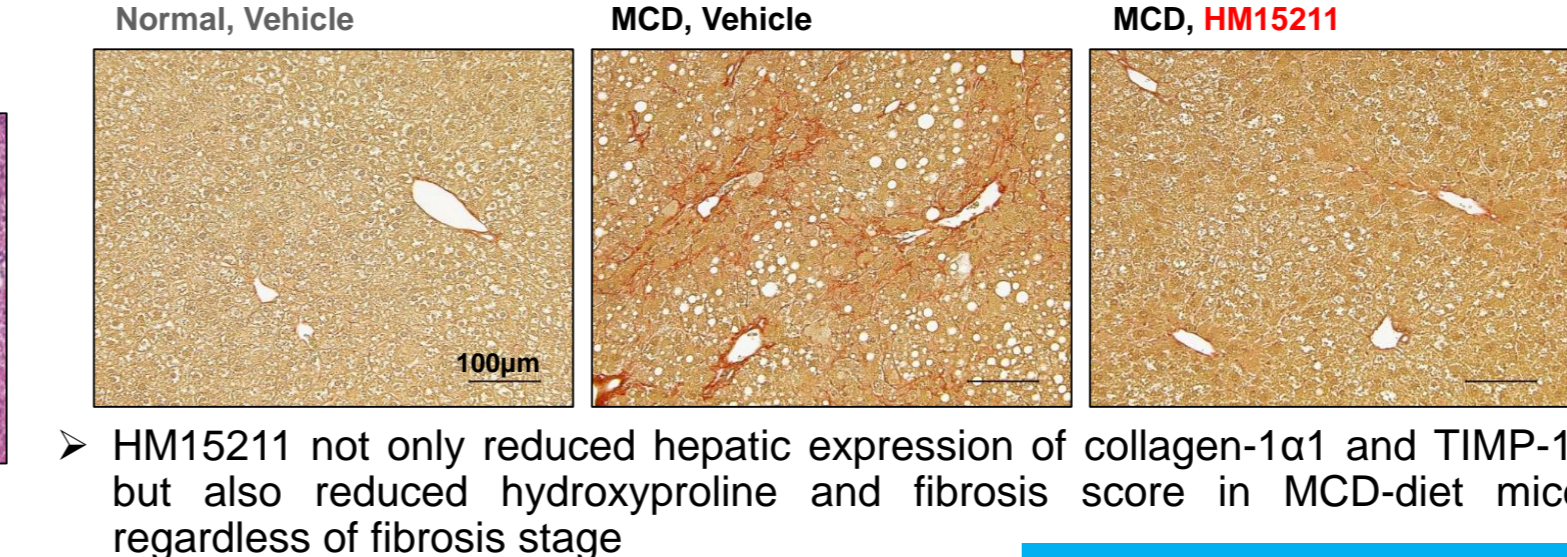 Normal, Vehicle
MCD, Vehicle
MCD, HM15211
100µm
➢ HM15211 not only reduced hepatic expression of collagen-1α1 and TIMP-1
but also reduced hydroxyproline and fibrosis score in MCD-diet mice
regardless of fibrosis stage